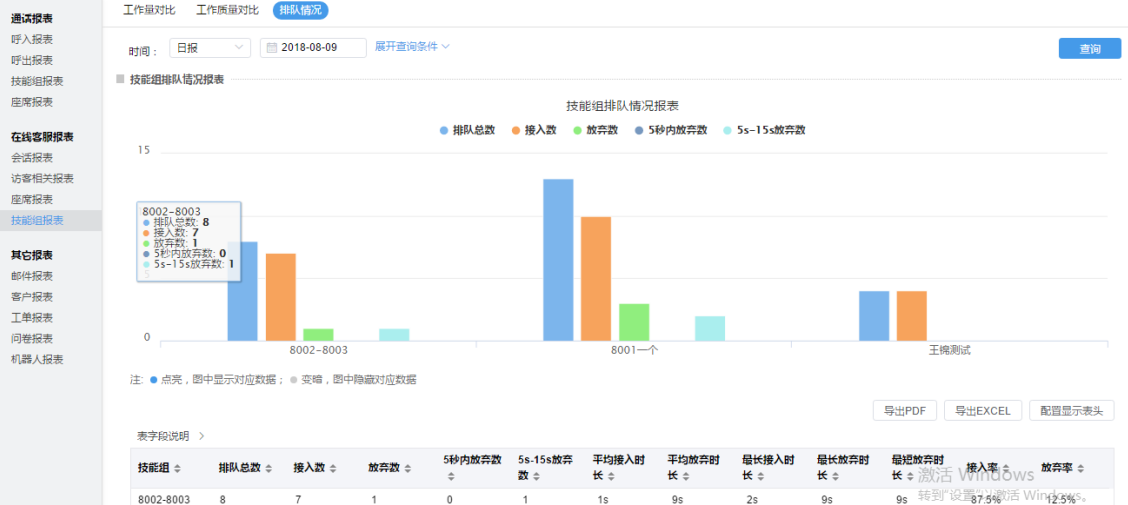 工作量对比 工作质量对比 排队情况
通话报表
呼入报表
呼出报表
技能组报表
座席报表
在线客服报表
会话报表
访客相关报表
座席报表
技能组报表
其它报表
邮件报表
客户报表
工单报表
问卷报表
机器人报表
时间： 日报 2018-08-09 展开查询条件 查询
技能组排队情况报表
技能组排队情况报表
排队总数 接入数 放弃数 5秒内放弃数 5s-15s放弃数
15
8002-8003
排队总数: 8
接入数: 7
放弃数: 1
5秒内放弃数: 0
5s-15s放弃数: 1
5
0
8002-8003 8001一个 王锦测试
注: 点亮，图中显示对应数据； 变暗，图中隐藏对应数据
导出PDF 导出EXCEL 配置显示表头
表字段说明
技能组 排队总数 接入数 放弃数 5秒内放弃数 5s-15s放弃数 平均接入时长 平均放弃时长 最长接入时长 最长放弃时长 最短放弃时长 接入率 放弃率
8002-8003 8 7 1 0 1 1s 9s 2s 9s 9s 87.5% 12.5%
激活 Windows
转到"设置"以激活 Windows。